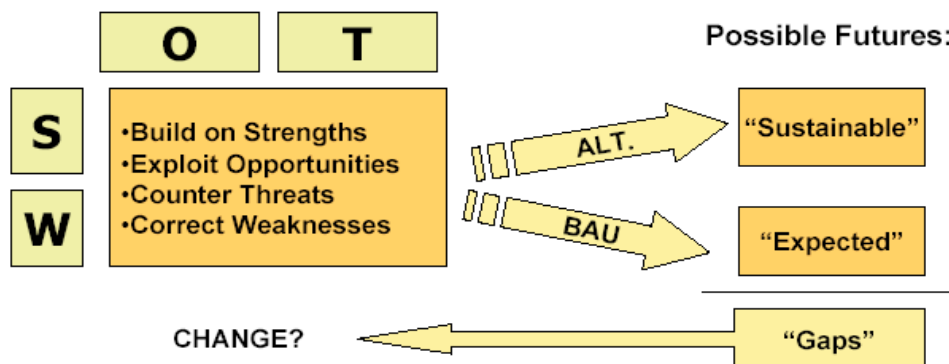 O T
Possible Futures:
S
W
•Build on Strengths
•Exploit Opportunities
•Counter Threats
•Correct Weaknesses
ALT.
BAU
“Sustainable”
“Expected”
CHANGE?
“Gaps”